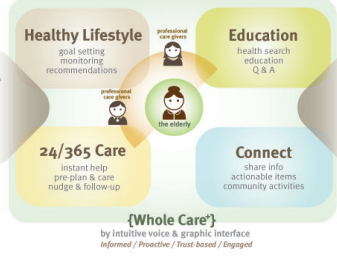 Healthy Lifestyle
goal setting
monitoring
recommendations
professional
care givers
Education
health search
education
Q & A
professional
care givers
the elderly
24/365 Care
instant help
pre-plan & care
nudge & follow-up
Connect
share info
actionable items
community activities
{Whole Care⁺}
by intuitive voice & graphic interface
Informed / Proactive / Trust-based / Engaged